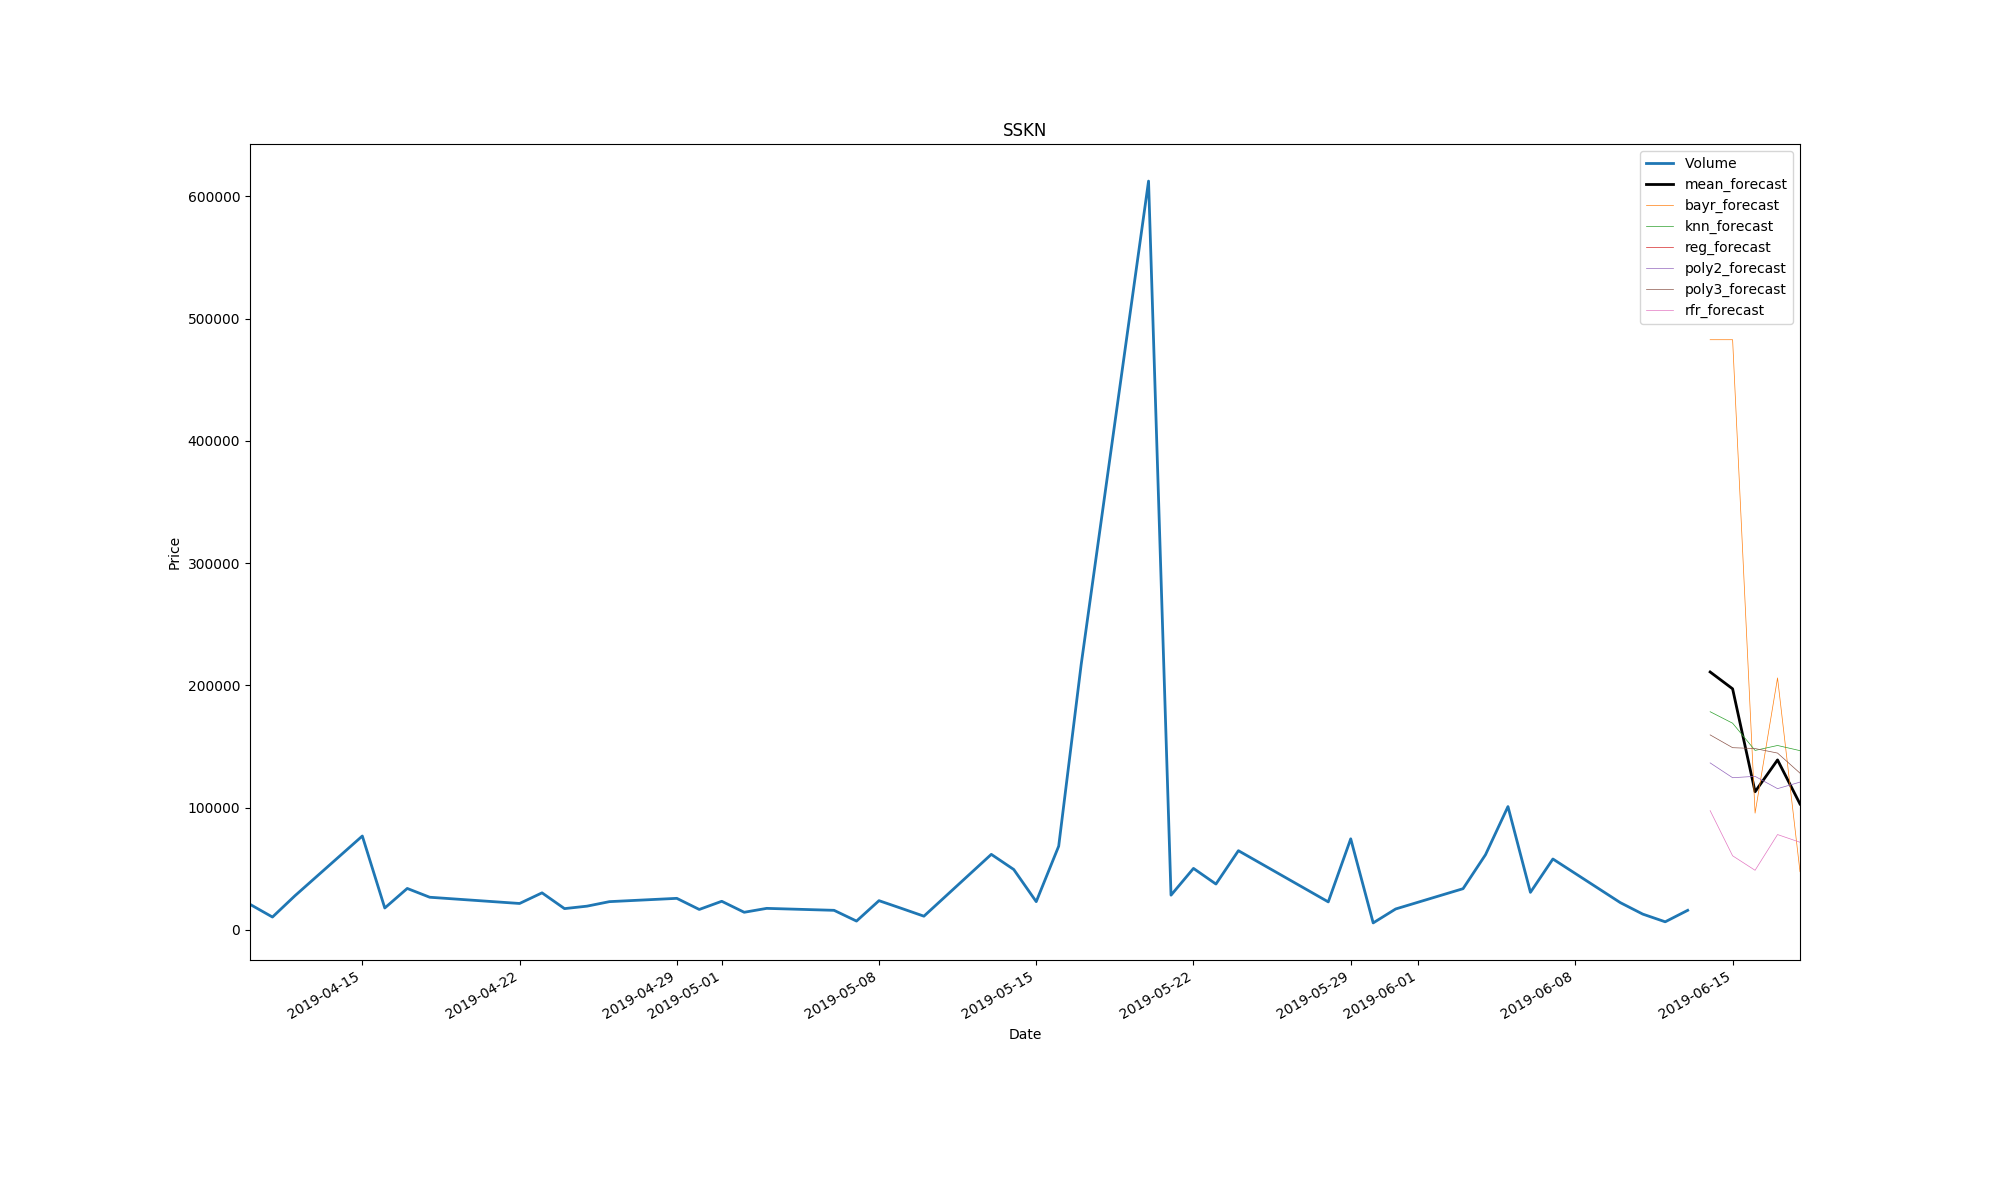 SSKN
Volume
mean_forecast
bayr_forecast
knn_forecast
reg_forecast
poly2_forecast
poly3_forecast
rfr_forecast
600000
500000
400000
300000
200000
100000
0
Price
2019-04-15
2019-04-22
2019-04-29
2019-05-01
2019-05-08
2019-05-15
2019-05-22
2019-05-29
2019-06-01
2019-06-08
2019-06-15
Date